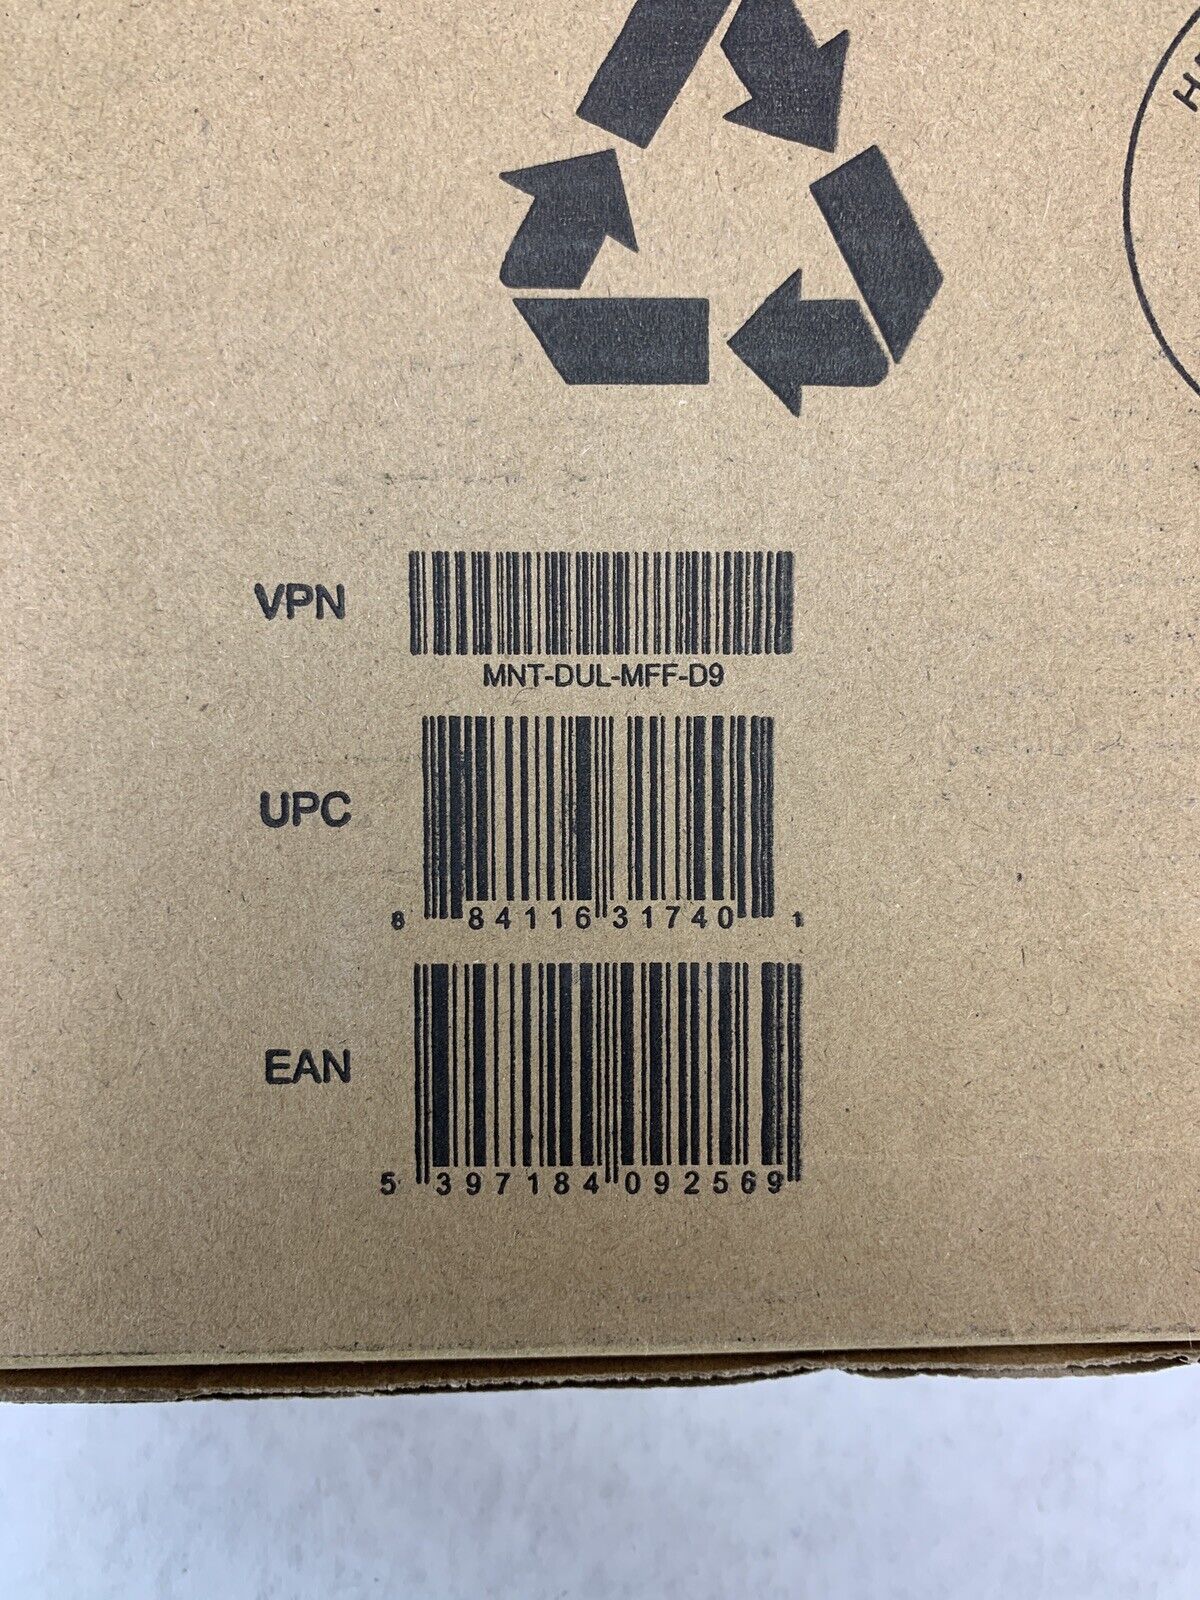 VPN
MNT-DUL-MFF-D9
UPC
8 84116 31740 1
EAN
5 397184 092569